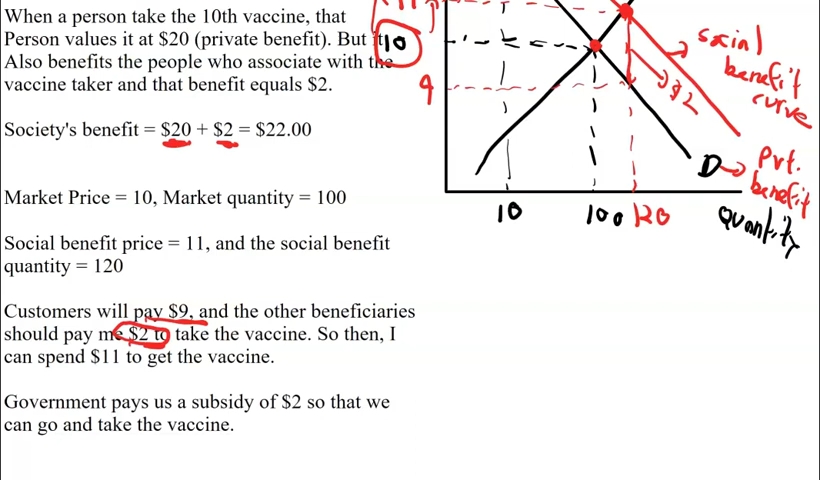 When a person take the 10th vaccine, that
Person values it at $20 (private benefit). But it
Also benefits the people who associate with the
vaccine taker and that benefit equals $2.
Society's benefit = $20 + $2 = $22.00
Market Price = 10, Market quantity = 100
Social benefit price = 11, and the social benefit
quantity = 120
Customers will pay $9, and the other beneficiaries
should pay me $2 to take the vaccine. So then, I
can spend $11 to get the vaccine.
Government pays us a subsidy of $2 so that we
can go and take the vaccine.
10
9
$2
social
benefit
curve
D
Pvt.
benefit
10
100
120
Quantity